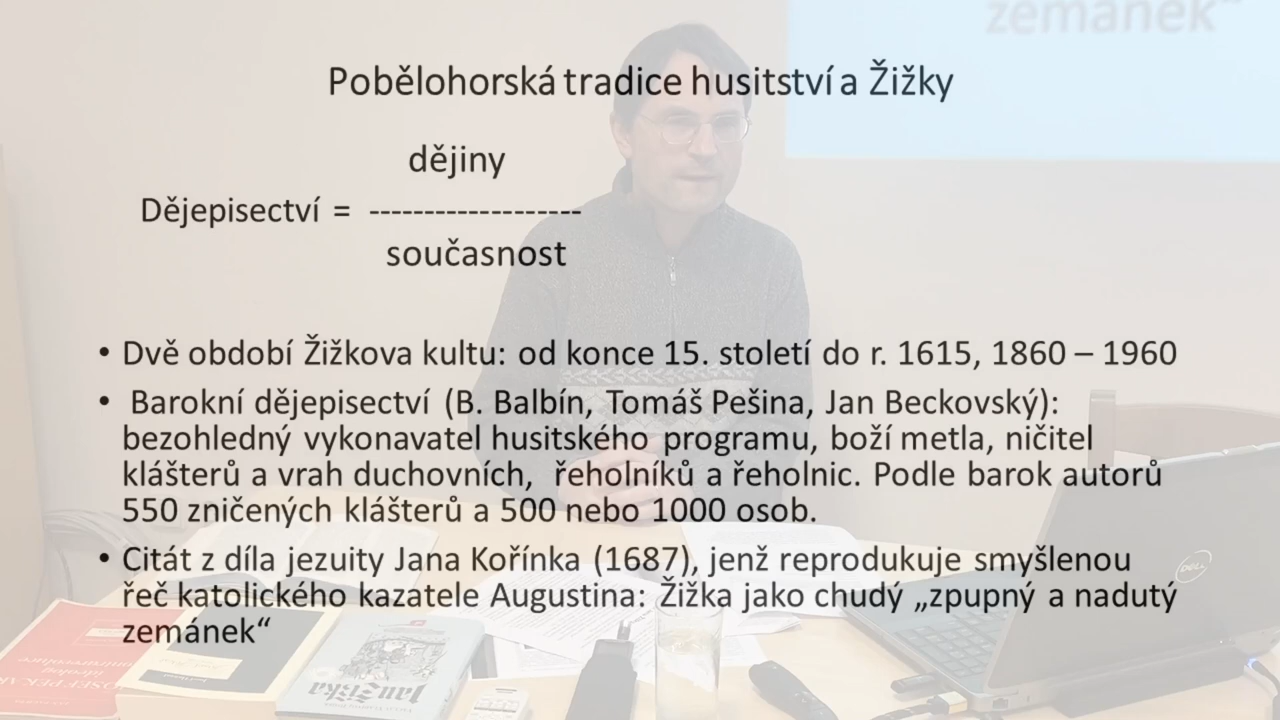 zemánek“
Pobělohorská tradice husitství a Žižky
dějiny
Dějepisectví = -------------------
současnost
• Dvě období Žižkova kultu: od konce 15. století do r. 1615, 1860 – 1960
• Barokní dějepisectví (B. Balbín, Tomáš Pešina, Jan Beckovský):
bezohledný vykonavatel husitského programu, boží metla, ničitel
klášterů a vrah duchovních, řeholníků a řeholnic. Podle barok autorů
550 zničených klášterů a 500 nebo 1000 osob.
• Citát z díla jezuity Jana Kořínka (1687), jenž reprodukuje smyšlenou
řeč katolického kazatele Augustina: Žižka jako chudý „zpupný a nadutý
zemánek“
DELL
Jan Žižka